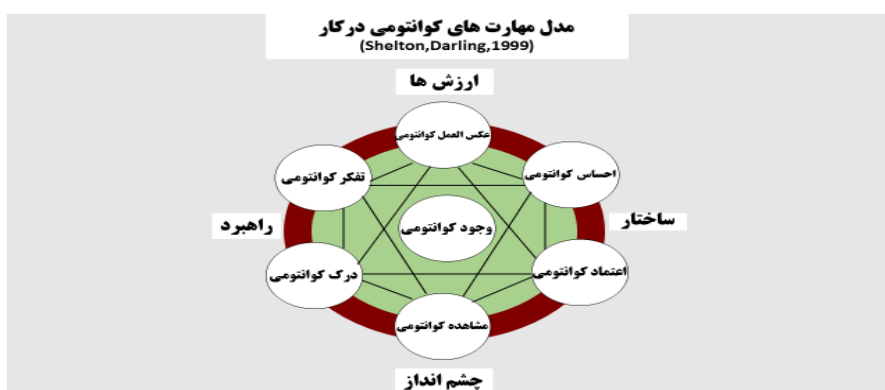 مدل مهارت های کوانتومی درکار
(Shelton,Darling,1999)
ارزش ها
عکس العمل کوانتومی
احساس کوانتومی
تفکر کوانتومی
وجود کوانتومی
ساختار
راهبرد
اعتماد کوانتومی
درک کوانتومی
مشاهده کوانتومی
چشم انداز